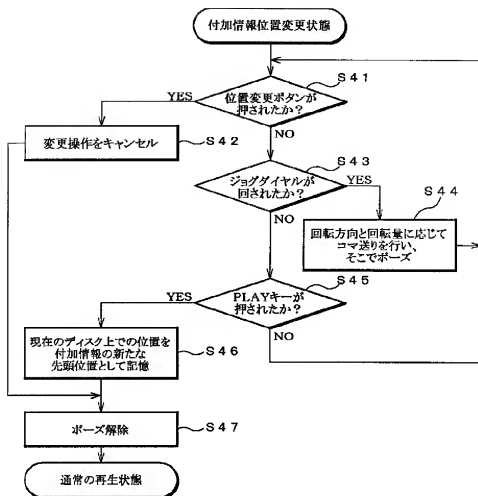 付加情報位置変更状態
S41
位置変更ボタンが
押されたか?
YES
NO
変更操作をキャンセル
S42
S43
ジョグダイヤルが
回されたか?
YES
NO
S44
回転方向と回転量に応じて
コマ送りを行い、
そこでポーズ
S45
PLAYキーが
押されたか?
YES
NO
現在のディスク上での位置を
付加情報の新たな
先頭位置として記憶
S46
ポーズ解除
S47
通常の再生状態